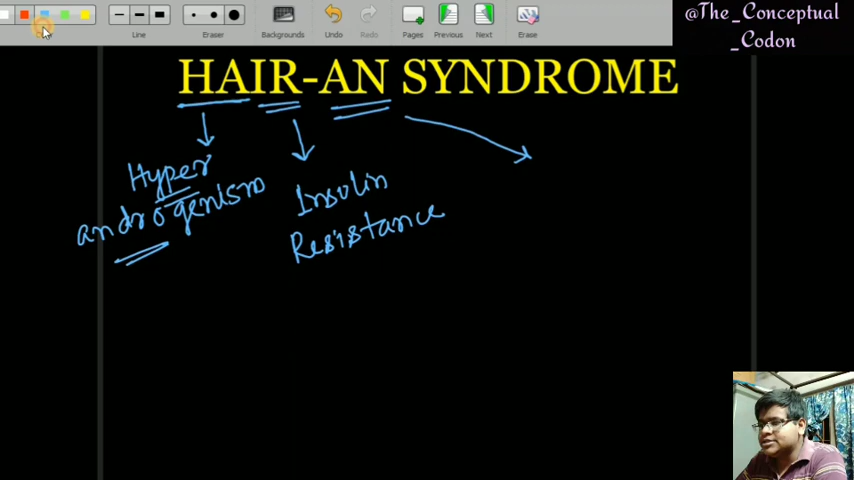 Line
Eraser
Backgrounds
Undo
Redo
Pages
Previous
Next
Erase
@The_Conceptual
_Codon
HAIR-AN SYNDROME
Hyper
androgenism
Insulin
Resistance